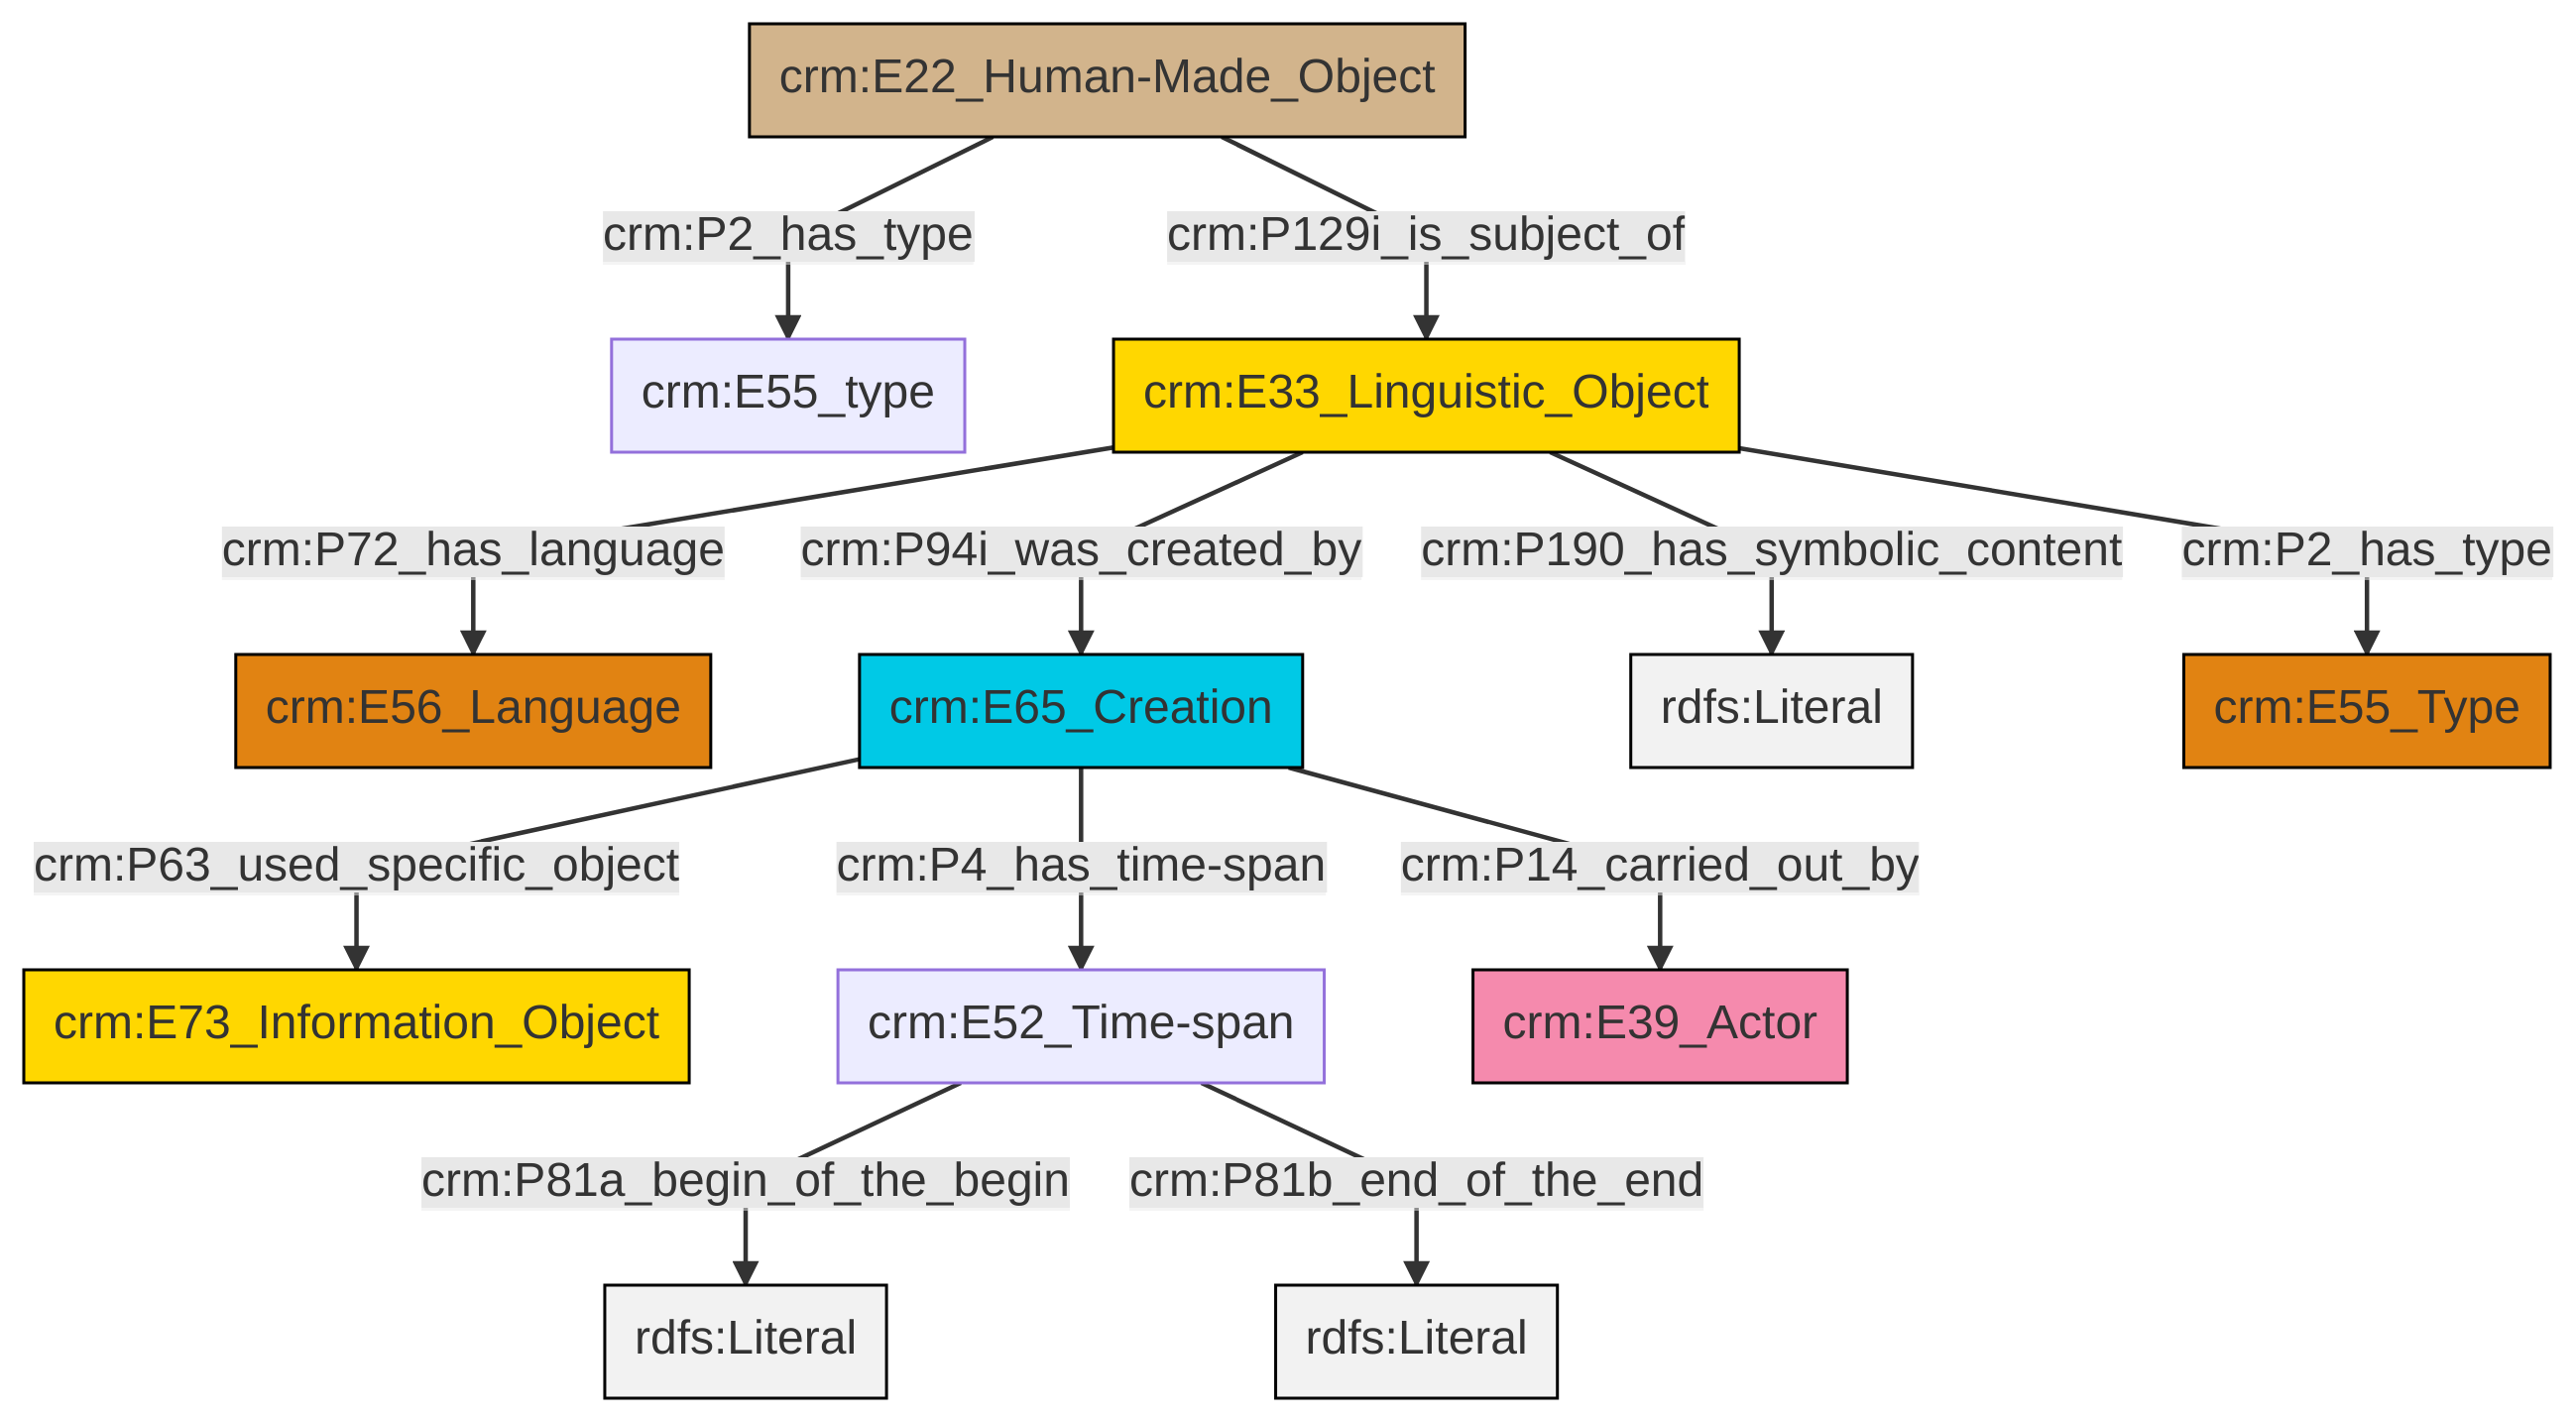 crm:E22_Human-Made_Object
crm:P2_has_type
crm:P129i_is_subject_of
crm:E55_type
crm:E33_Linguistic_Object
crm:P72_has_language
crm:P94i_was_created_by
crm:P190_has_symbolic_content
crm:P2_has_type
crm:E56_Language
crm:E65_Creation
rdfs:Literal
crm:E55_Type
crm:P63_used_specific_object
crm:P4_has_time-span
crm:P14_carried_out_by
crm:E73_Information_Object
crm:E52_Time-span
crm:E39_Actor
crm:P81a_begin_of_the_begin
crm:P81b_end_of_the_end
rdfs:Literal
rdfs:Literal